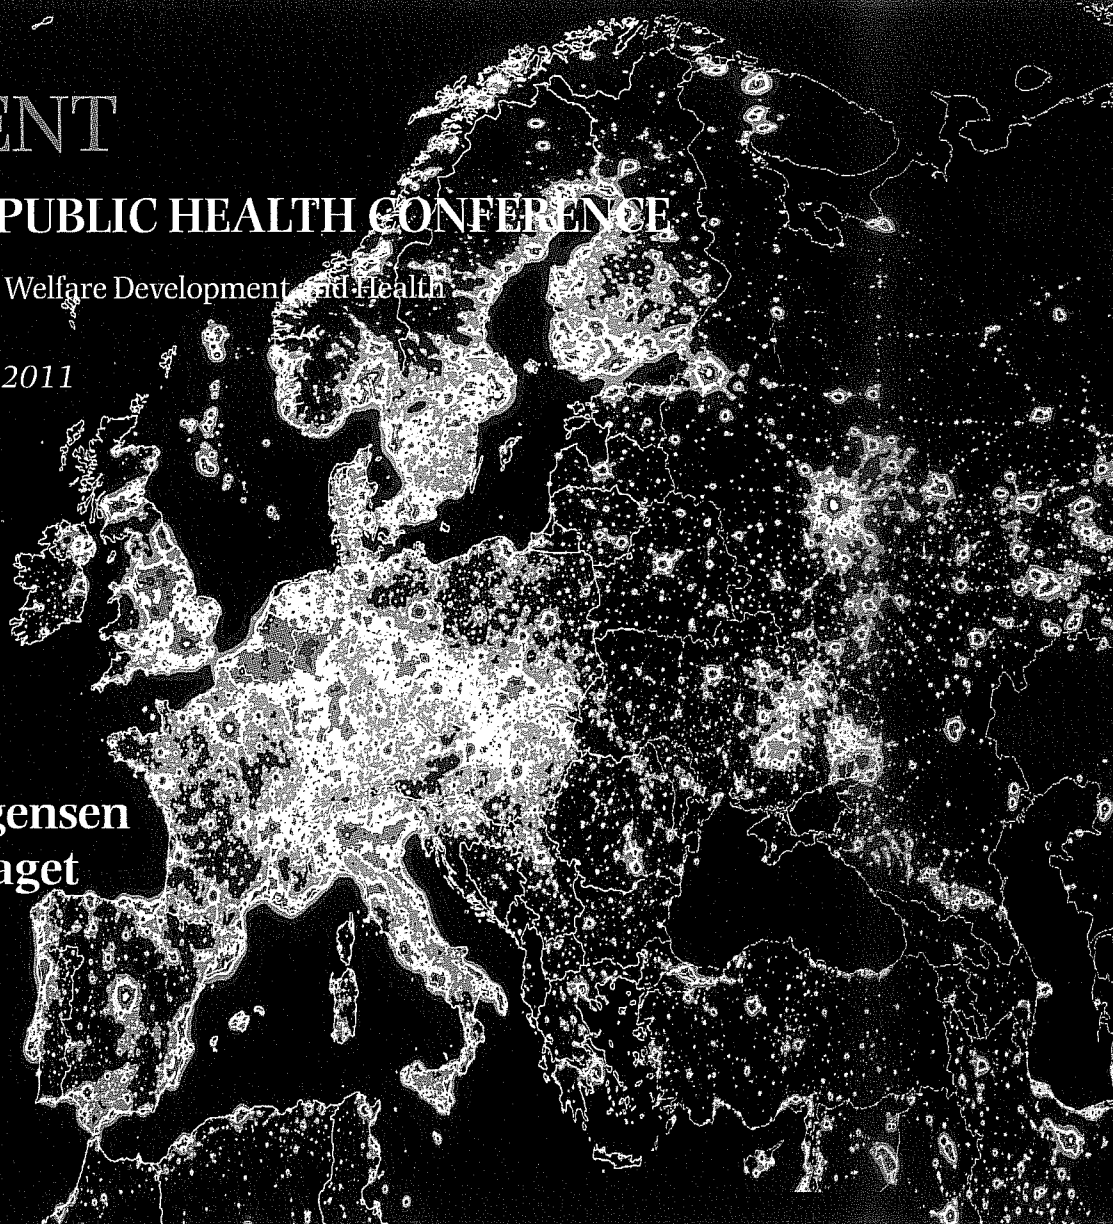 ENT
PUBLIC HEALTH CONFERENCE
Welfare Development and Health
2011
gensen
aget